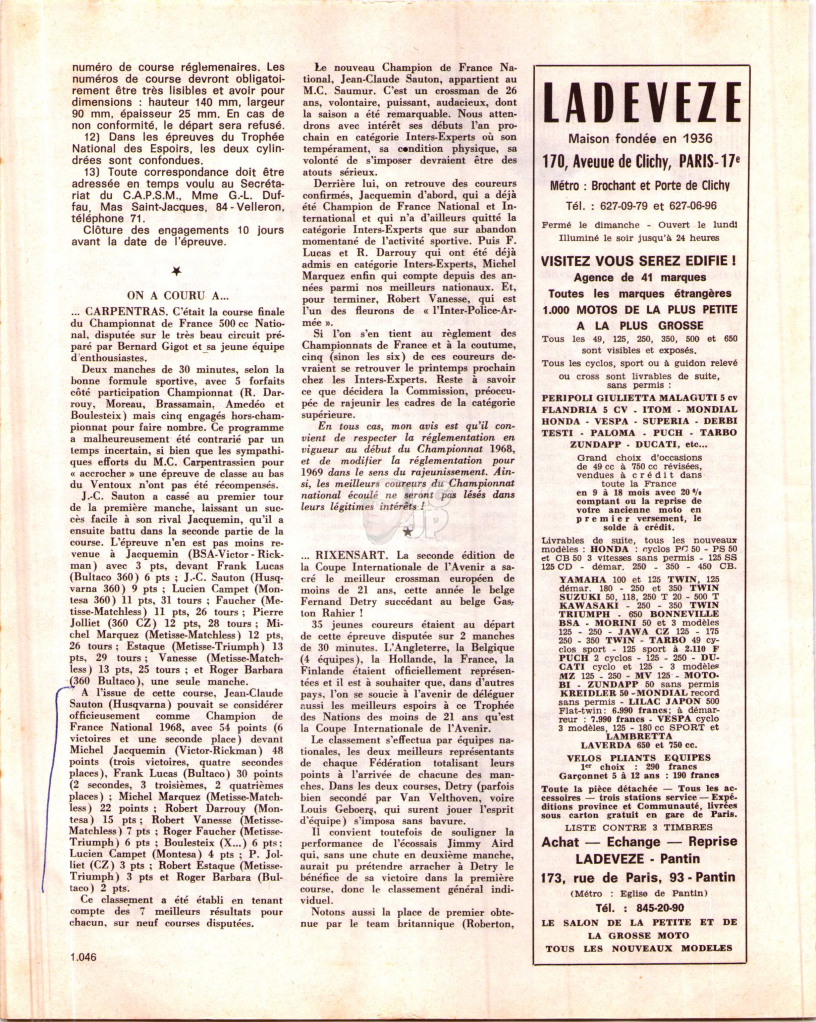 numéro de course réglemenaires. Les
numéros de course devront obligatoi-
rement être très lisibles et avoir pour
dimensions : hauteur 140 mm, largeur
90 mm, épaisseur 25 mm. En cas de
non conformité, le départ sera refusé.
12) Dans les épreuves du Trophée
National des Espoirs, les deux cylin-
drées sont confondues.
13) Toute correspondance doit être
adressée en temps voulu au Secréta-
riat du C.A.P.S.M., Mme G.-L. Duf-
fau, Mas Saint-Jacques, 84 - Velleron,
téléphone 71.
Clôture des engagements 10 jours
avant la date de l'épreuve.
★
ON A COURU A...
... CARPENTRAS. C'était la course finale
du Championnat de France 500 cc Natio-
nal, disputée sur le très beau circuit pré-
paré par Bernard Gigot et sa jeune équipe
d'enthousiastes.
Deux manches de 30 minutes, selon la
bonne formule sportive, avec 5 forfaits
côté participation Championnat (R. Dar-
rouy, Moreau, Brassamain, Amedéo et
Boulesteix) mais cinq engagés hors-cham-
pionnat pour faire nombre. Ce programme
a malheureusement été contrarié par un
temps incertain, si bien que les sympathi-
ques efforts du M.C. Carpentrassien pour
« accrocher » une épreuve de classe au bas
du Ventoux n'ont pas été récompensés.
J.-C. Sauton a cassé au premier tour
de la première manche, laissant un suc-
cès facile à son rival Jacquemin, qu'il a
ensuite battu dans la seconde partie de la
course. L'épreuve n'en est pas moins re-
venue à Jacquemin (BSA-Victor - Rick-
man) avec 3 pts, devant Frank Lucas
(Bultaco 360) 6 pts ; J.-C. Sauton (Husq-
varna 360) 9 pts ; Lucien Campet (Mon-
tesa 360) 11 pts, 31 tours ; Faucher (Me-
tisse-Matchless) 11 pts, 26 tours ; Pierre
Jolliet (360 CZ) 12 pts, 28 tours ; Mi-
chel Marquez (Metisse-Matchless) 12 pts,
26 tours ; Estaque (Metisse-Triumph) 13
pts, 29 tours ; Vanesse (Metisse-Match-
less) 13 pts, 25 tours ; et Roger Barbara
(360 Bultaco), une seule manche.
A l'issue de cette course, Jean-Claude
Sauton (Husqvarna) pouvait se considérer
officieusement comme Champion de
France National 1968, avec 54 points (6
victoires et une seconde place) devant
Michel Jacquemin (Victor-Rickman) 48
points (trois victoires, quatre secondes
places), Frank Lucas (Bultaco) 30 points
(2 secondes, 3 troisièmes, 2 quatrièmes
places) ; Michel Marquez (Metisse-Match-
less) 22 points ; Robert Darrouy (Mon-
tesa) 15 pts ; Robert Vanesse (Metisse-
Matchless) 7 pts ; Roger Faucher (Metisse-
Triumph) 6 pts ; Boulesteix (X...) 6 pts ;
Lucien Campet (Montesa) 4 pts ; P. Jol-
liet (CZ) 3 pts ; Robert Estaque (Metisse-
Triumph) 3 pts et Roger Barbara (Bul-
taco) 2 pts.
Ce classement a été établi en tenant
compte des 7 meilleurs résultats pour
chacun, sur neuf courses disputées.
1.046
Le nouveau Champion de France Na-
tional, Jean-Claude Sauton, appartient au
M.C. Saumur. C'est un crossman de 26
ans, volontaire, puissant, audacieux, dont
la saison a été remarquable. Nous atten-
drons avec intérêt ses débuts l'an pro-
chain en catégorie Inters-Experts où son
tempérament, sa condition physique, sa
volonté de s'imposer devraient être des
atouts sérieux.
Derrière lui, on retrouve des coureurs
confirmés, Jacquemin d'abord, qui a déjà
été Champion de France National et In-
ternational et qui n'a d'ailleurs quitté la
catégorie Inters-Experts que sur abandon
momentané de l'activité sportive. Puis F.
Lucas et R. Darrouy qui ont été déjà
admis en catégorie Inters-Experts, Michel
Marquez enfin qui compte depuis des an-
nées parmi nos meilleurs nationaux. Et,
pour terminer, Robert Vanesse, qui est
l'un des fleurons de « l'Inter-Police-Ar-
mée ».
Si l'on s'en tient au règlement des
Championnats de France et à la coutume,
cinq (sinon les six) de ces coureurs de-
vraient se retrouver le printemps prochain
chez les Inters-Experts. Reste à savoir
ce que décidera la Commission, préoccu-
pée de rajeunir les cadres de la catégorie
supérieure.
En tous cas, mon avis est qu'il con-
vient de respecter la réglementation en
vigueur au début du Championnat 1968,
et de modifier la réglementation pour
1969 dans le sens du rajeunissement. Ain-
si, les meilleurs coureurs du Championnat
national écoulé ne seront pas lésés dans
leurs légitimes intérêts !
★
... RIXENSART. La seconde édition de
la Coupe Internationale de l'Avenir a sa-
cré le meilleur crossman européen de
moins de 21 ans, cette année le belge
Fernand Detry succédant au belge Gas-
ton Rahier !
35 jeunes coureurs étaient au départ
de cette épreuve disputée sur 2 manches
de 30 minutes. L'Angleterre, la Belgique
(4 équipes), la Hollande, la France, la
Finlande étaient officiellement représen-
tées et il est à souhaiter que, dans d'autres
pays, l'on se soucie à l'avenir de déléguer
aussi les meilleurs espoirs à ce Trophée
des Nations des moins de 21 ans qu'est
la Coupe Internationale de l'Avenir.
Le classement s'effectua par équipes na-
tionales, les deux meilleurs représentants
de chaque Fédération totalisant leurs
points à l'arrivée de chacune des man-
ches. Dans les deux courses, Detry (parfois
bien secondé par Van Velthoven, voire
Louis Geboers, qui surent jouer l'esprit
d'équipe) s'imposa sans bavure.
Il convient toutefois de souligner la
performance de l'écossais Jimmy Aird
qui, sans une chute en deuxième manche,
aurait pu prétendre arracher à Detry le
bénéfice de sa victoire dans la première
course, donc le classement général indi-
viduel.
Notons aussi la place de premier obte-
nue par le team britannique (Roberton,
LADEVEZE
Maison fondée en 1936
170, Aveuue de Clichy, PARIS-17e
Métro : Brochant et Porte de Clichy
Tél. : 627-09-79 et 627-06-96
Fermé le dimanche - Ouvert le lundi
Illuminé le soir jusqu'à 24 heures
VISITEZ VOUS SEREZ EDIFIE !
Agence de 41 marques
Toutes les marques étrangères
1.000 MOTOS DE LA PLUS PETITE
A LA PLUS GROSSE
Tous les 49, 125, 250, 350, 500 et 650
sont visibles et exposés,
Tous les cyclos, sport ou à guidon relevé
ou cross sont livrables de suite,
sans permis :
PERIPOLI GIULIETTA MALAGUTI 5 cv
FLANDRIA 5 CV - ITOM - MONDIAL
HONDA - VESPA - SUPERIA - DERBI
TESTI - PALOMA - PUCH - TARBO
ZUNDAPP - DUCATI, etc...
Grand choix d'occasions
de 49 cc à 750 cc révisées,
vendues à crédit dans
toute la France
en 9 à 18 mois avec 20 %
comptant ou la reprise de
votre ancienne moto en
premier versement, le
solde à crédit.
Livrables de suite, tous les nouveaux
modèles : HONDA : cyclos PC 50 - PS 50
et CB 50 3 vitesses sans permis - 125 SS
125 CD - démar. 250 - 350 - 450 CB.
YAMAHA 100 et 125 TWIN, 125
démar. 180 - 250 et 350 TWIN
SUZUKI 50, 118, 250 T 20 - 500 T
KAWASAKI - 250 - 350 TWIN
TRIUMPH - 650 BONNEVILLE
BSA - MORINI 50 et 3 modèles
125 - 250 - JAWA CZ 125 - 175
250 - 350 TWIN - TARBO 49 cy-
clos sport - 125 sport à 2.110 F
PUCH 2 cyclos - 125 - 250 - DU-
CATI cyclo et 125 - 3 modèles
MZ 125 - 250 - MV 125 - MOTO-
BI - ZUNDAPP 50 sans permis
KREIDLER 50 - MONDIAL record
sans permis - LILAC JAPON 500
Flat-twin: 6.990 francs; à démar-
reur : 7.990 francs - VESPA cyclo
3 modèles, 125 - 180 cc SPORT et
LAMBRETTA
LAVERDA 650 et 750 cc.
VELOS PLIANTS EQUIPES
1er choix : 290 francs
Garçonnet 5 à 12 ans : 190 francs
Toute la pièce détachée — Tous les ac-
cessoires — trois stations service — Expé-
ditions province et Communauté, livrées
sous carton gratuit en gare de Paris.
LISTE CONTRE 3 TIMBRES
Achat — Echange — Reprise
LADEVEZE - Pantin
173, rue de Paris, 93 - Pantin
(Métro : Eglise de Pantin)
Tél. : 845-20-90
LE SALON DE LA PETITE ET DE
LA GROSSE MOTO
TOUS LES NOUVEAUX MODELES